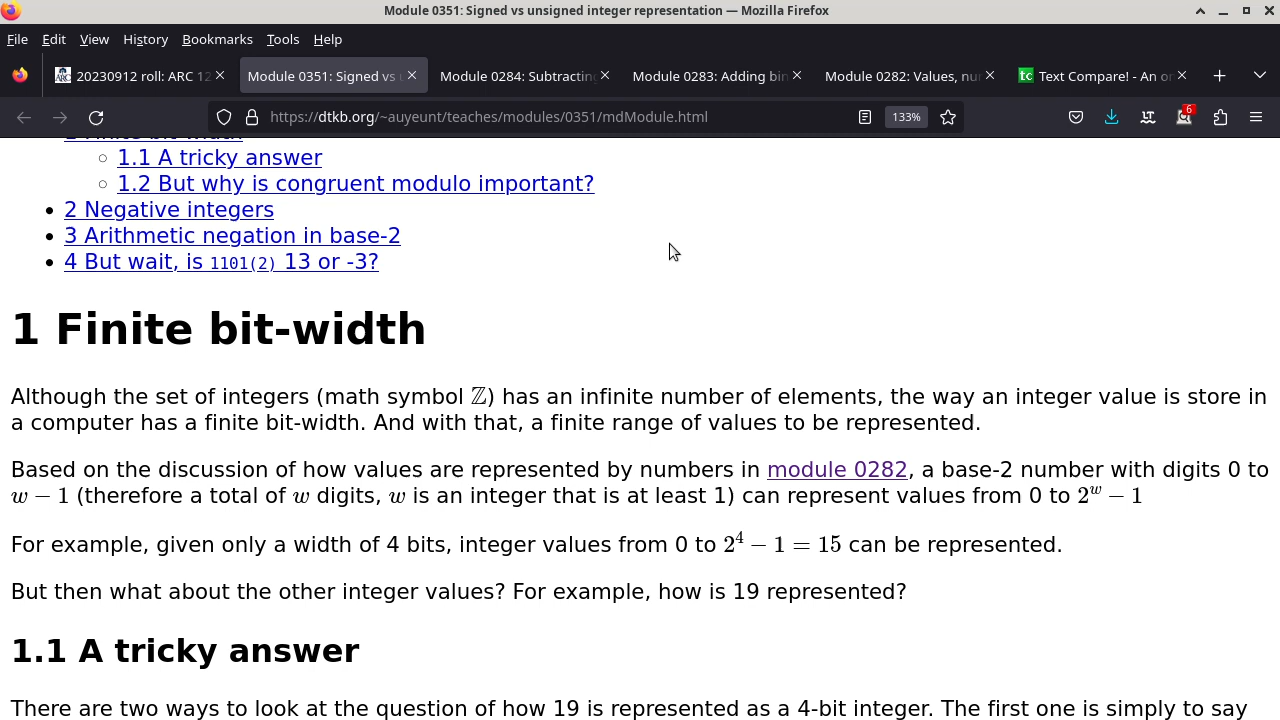 Module 0351: Signed vs unsigned integer representation — Mozilla Firefox
File Edit View History Bookmarks Tools Help
20230912 roll: ARC 12 Module 0351: Signed vs u Module 0284: Subtractin Module 0283: Adding bin Module 0282: Values, nu Text Compare! - An on
https://dtkb.org/~auyeunt/teaches/modules/0351/mdModule.html 133% 6
1 Finite bit-width
1.1 A tricky answer
1.2 But why is congruent modulo important?
2 Negative integers
3 Arithmetic negation in base-2
4 But wait, is 1101(2) 13 or -3?
1 Finite bit-width
Although the set of integers (math symbol ℤ) has an infinite number of elements, the way an integer value is store in
a computer has a finite bit-width. And with that, a finite range of values to be represented.
Based on the discussion of how values are represented by numbers in module 0282, a base-2 number with digits 0 to
w − 1 (therefore a total of w digits, w is an integer that is at least 1) can represent values from 0 to 2^w − 1
For example, given only a width of 4 bits, integer values from 0 to 2^4 − 1 = 15 can be represented.
But then what about the other integer values? For example, how is 19 represented?
1.1 A tricky answer
There are two ways to look at the question of how 19 is represented as a 4-bit integer. The first one is simply to say